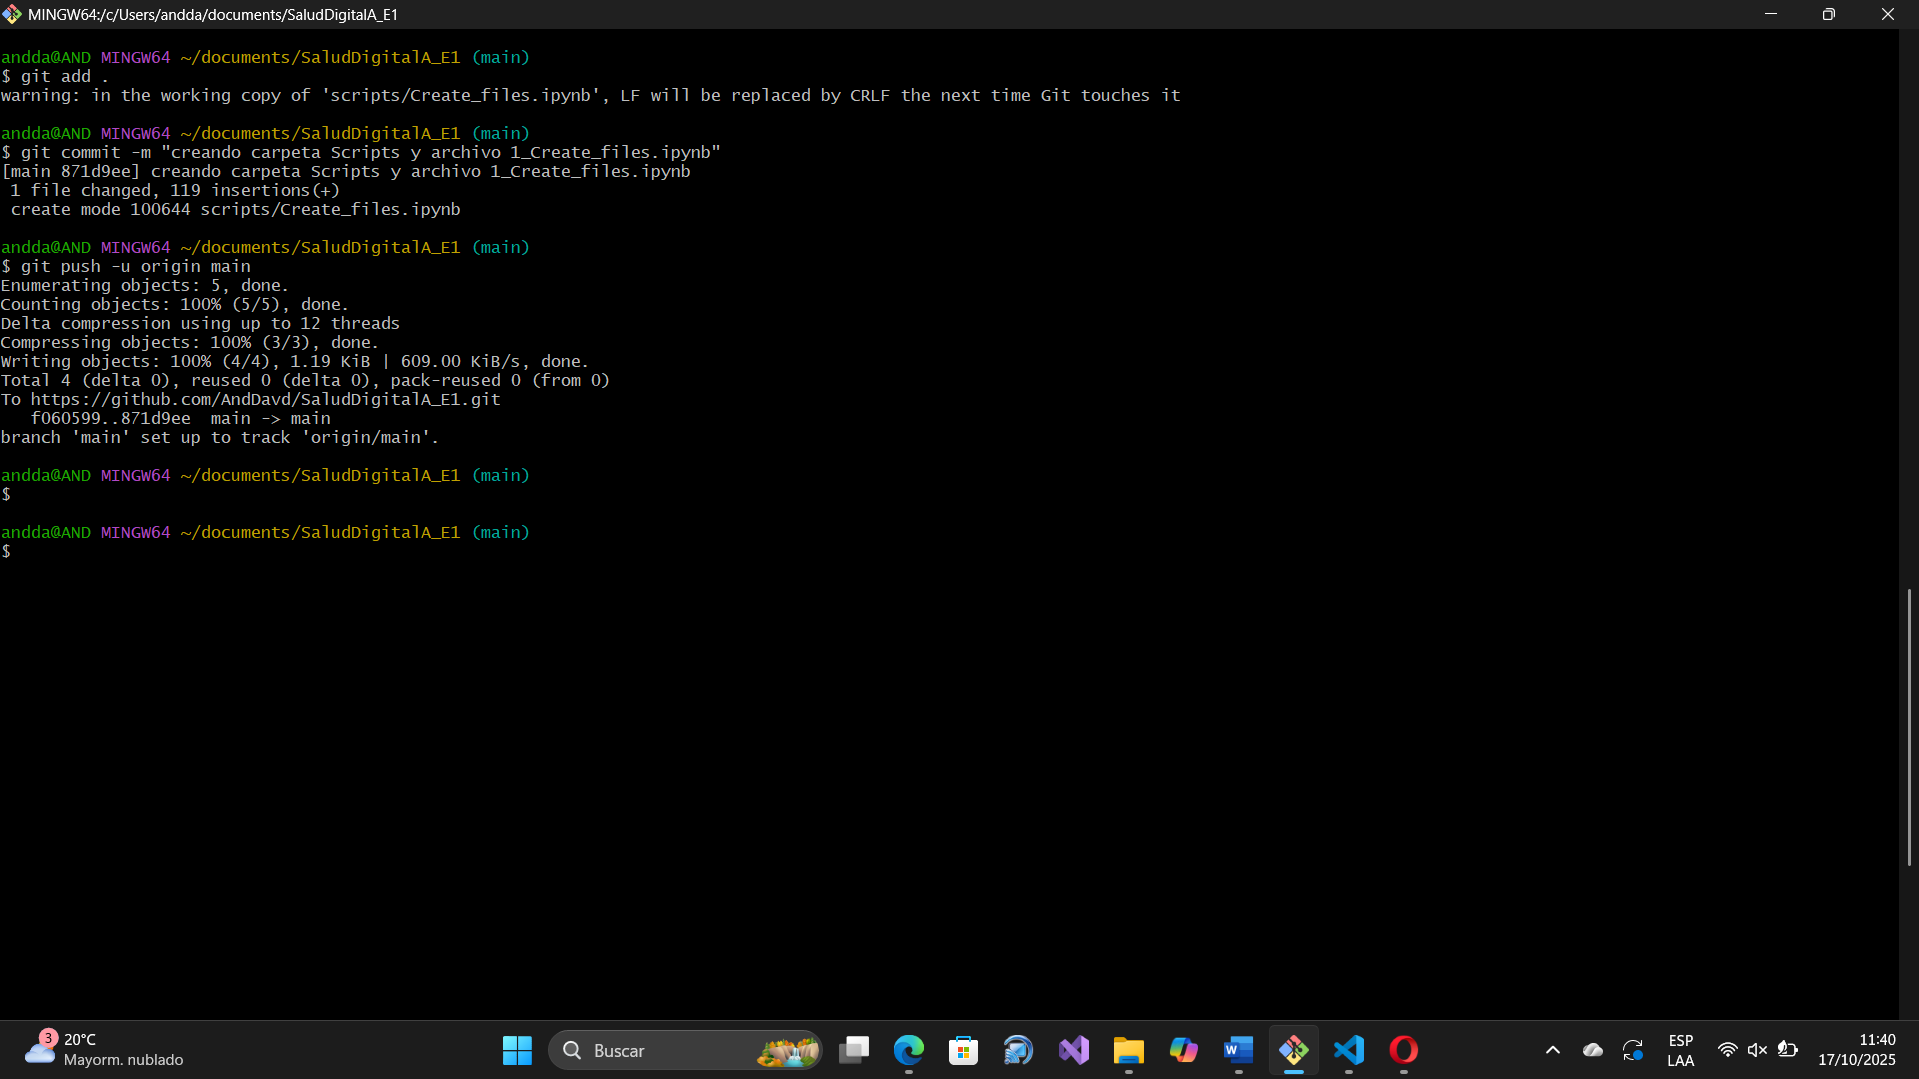 MINGW64:/c/Users/andda/documents/SaludDigitalA_E1
andda@AND MINGW64 ~/documents/SaludDigitalA_E1 (main)
$ git add .
warning: in the working copy of 'scripts/Create_files.ipynb', LF will be replaced by CRLF the next time Git touches it
andda@AND MINGW64 ~/documents/SaludDigitalA_E1 (main)
$ git commit -m "creando carpeta Scripts y archivo 1_Create_files.ipynb"
[main 871d9ee] creando carpeta Scripts y archivo 1_Create_files.ipynb
 1 file changed, 119 insertions(+)
 create mode 100644 scripts/Create_files.ipynb
andda@AND MINGW64 ~/documents/SaludDigitalA_E1 (main)
$ git push -u origin main
Enumerating objects: 5, done.
Counting objects: 100% (5/5), done.
Delta compression using up to 12 threads
Compressing objects: 100% (3/3), done.
Writing objects: 100% (4/4), 1.19 KiB | 609.00 KiB/s, done.
Total 4 (delta 0), reused 0 (delta 0), pack-reused 0 (from 0)
To https://github.com/AndDavd/SaludDigitalA_E1.git
   f060599..871d9ee  main -> main
branch 'main' set up to track 'origin/main'.
andda@AND MINGW64 ~/documents/SaludDigitalA_E1 (main)
$
andda@AND MINGW64 ~/documents/SaludDigitalA_E1 (main)
$
3
20°C
Mayorm. nublado
Buscar
W
ESP
LAA
11:40
17/10/2025